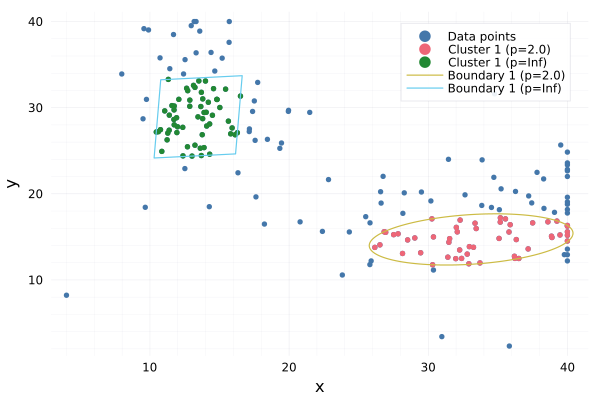 40
Data points
Cluster 1 (p=2.0)
Cluster 1 (p=Inf)
Boundary 1 (p=2.0)
Boundary 1 (p=Inf)
30
y
20
10
10 20 30 40
x